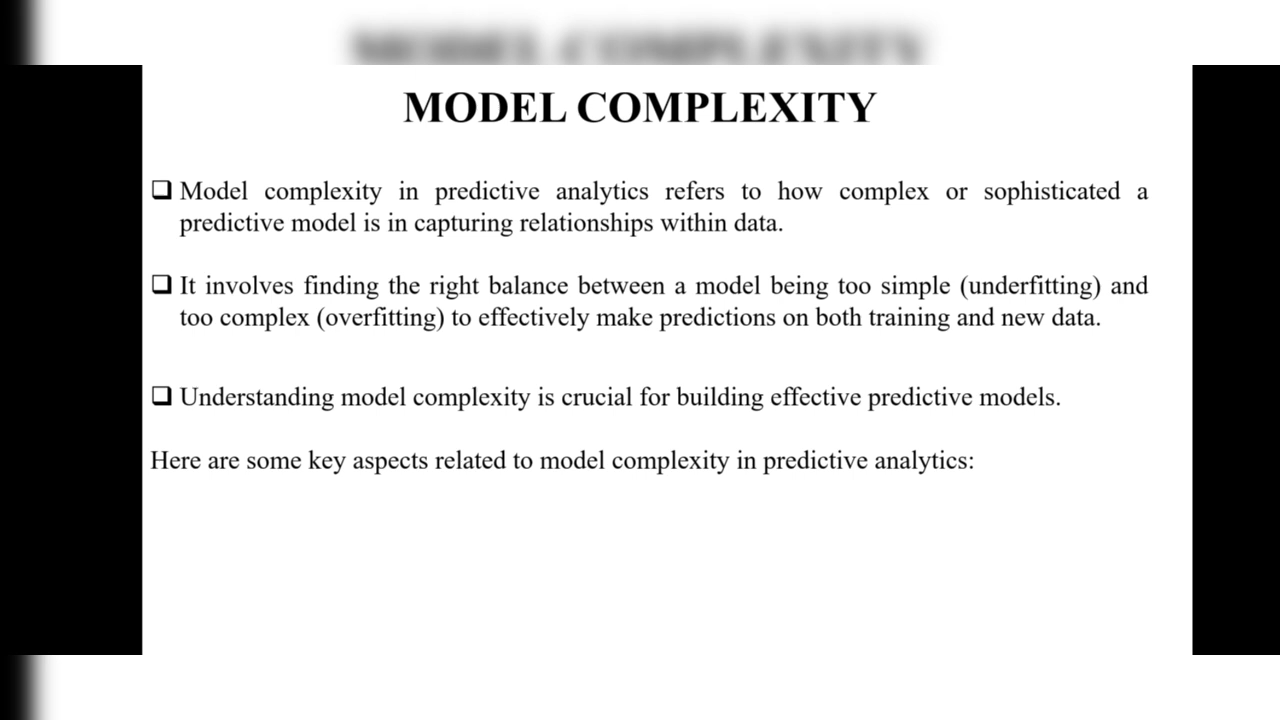 MODEL COMPLEXITY
MODEL COMPLEXITY
❑ Model complexity in predictive analytics refers to how complex or sophisticated a
predictive model is in capturing relationships within data.
❑ It involves finding the right balance between a model being too simple (underfitting) and
too complex (overfitting) to effectively make predictions on both training and new data.
❑ Understanding model complexity is crucial for building effective predictive models.
Here are some key aspects related to model complexity in predictive analytics: